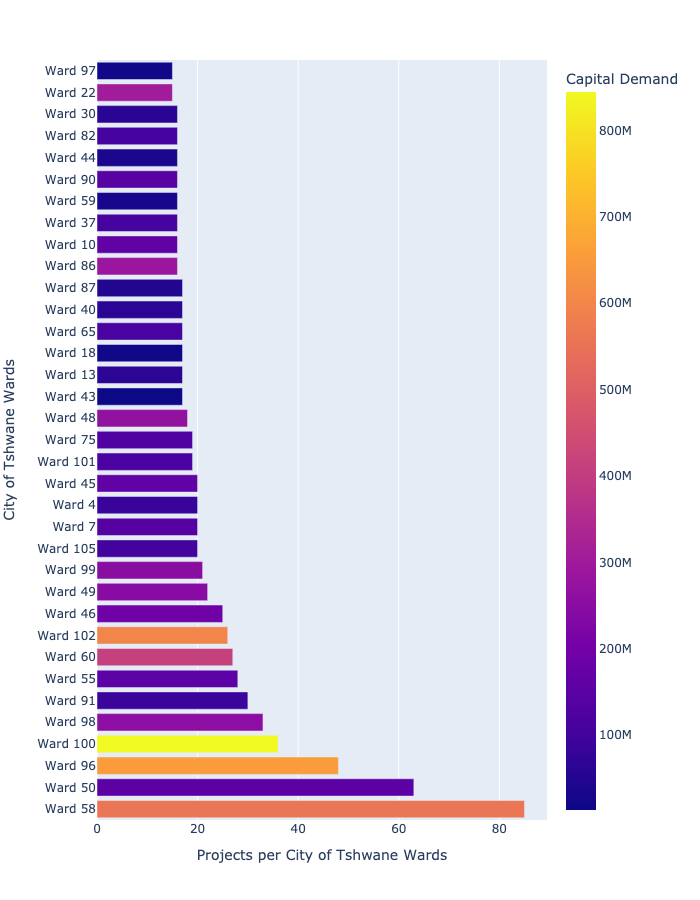 Capital Demand
Ward 97
Ward 22
Ward 30
Ward 82
Ward 44
Ward 90
Ward 59
Ward 37
Ward 10
Ward 86
Ward 87
Ward 40
Ward 65
Ward 18
Ward 13
Ward 43
Ward 48
Ward 75
Ward 101
Ward 45
Ward 4
Ward 7
Ward 105
Ward 99
Ward 49
Ward 46
Ward 102
Ward 60
Ward 55
Ward 91
Ward 98
Ward 100
Ward 96
Ward 50
Ward 58
City of Tshwane Wards
0 20 40 60 80
Projects per City of Tshwane Wards
800M
700M
600M
500M
400M
300M
200M
100M